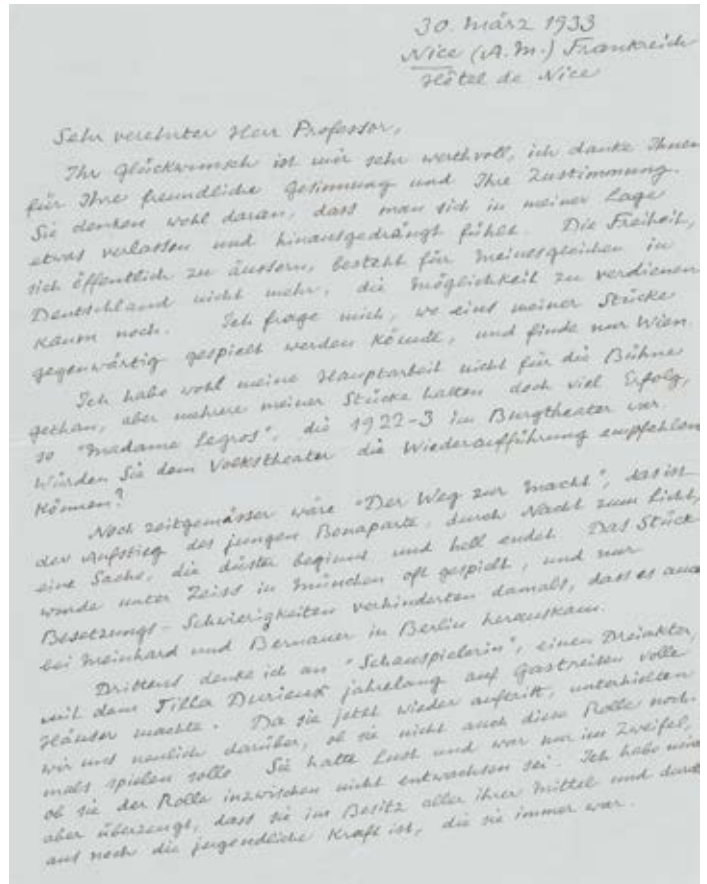 30. März 1933
Nice (A.M.) Frankreich
Hôtel de Nice
Sehr verehrter Herr Professor,
Ihr Glückwunsch ist mir sehr werthvoll, ich danke Ihnen
für Ihre freundliche Gesinnung und Ihre Zustimmung.
Sie denken wohl daran, dass man sich in meiner Lage
etwas verlassen und hinausgedrängt fühlt. Die Freiheit,
sich öffentlich zu äussern, besteht für Meinesgleichen in
Deutschland nicht mehr, die Möglichkeit zu verdienen
kaum noch. Ich frage mich, wo eins meiner Stücke
gegenwärtig gespielt werden könnte, und finde nur Wien.
Ich habe wohl meine Hauptarbeit nicht für die Bühne
gethan, aber mehrere meiner Stücke hatten doch viel Erfolg,
so "Madame Legros", die 1922-3 im Burgtheater war.
Würden Sie dem Volkstheater die Wiederaufführung empfehlen
können?
Noch zeitgemässer wäre "Der Weg zur Macht", das ist
der Aufstieg des jungen Bonaparte, durch Nacht zum Licht,
eine Sache, die düster beginnt und hell endet. Das Stück
wurde unter Zeiss in München oft gespielt, und nur
Besetzungs-Schwierigkeiten verhinderten damals, dass es auch
bei Meinhard und Bernauer in Berlin herauskam.
Drittens denke ich an "Schauspielerin", einen Dreiakter,
mit dem Tilla Durieux jahrelang auf Gastreisen volle
Häuser machte. Da sie jetzt wieder auftritt, unterhielten
wir uns neulich darüber, ob sie nicht auch diese Rolle noch-
mals spielen solle. Sie hatte Lust und war nur im Zweifel,
ob sie der Rolle inzwischen nicht entwachsen sei. Ich habe mich
aber überzeugt, dass sie im Besitz aller ihrer Mittel und
aus noch die jugendliche Kraft ist, die sie immer war.